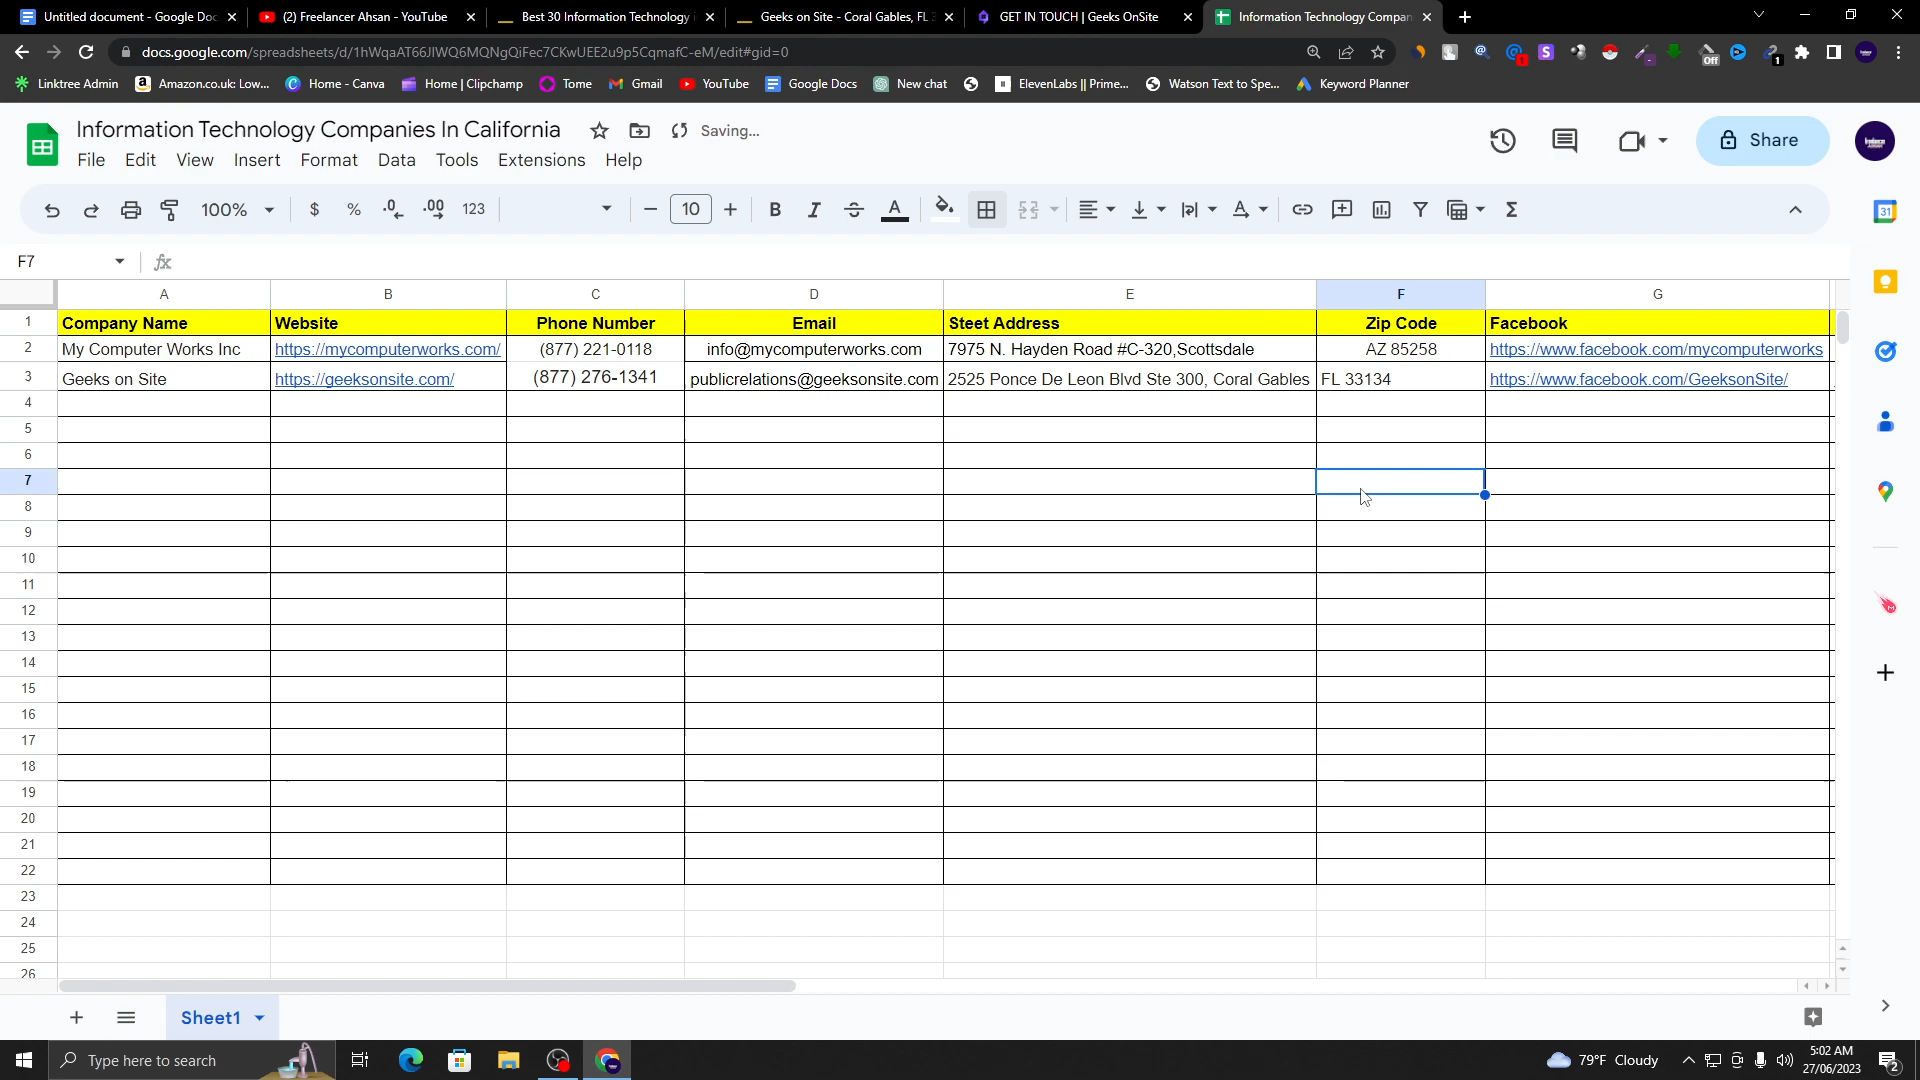 Untitled document - Google Doc
(2) Freelancer Ahsan - YouTube
Best 30 Information Technology i
Geeks on Site - Coral Gables, FL 3
GET IN TOUCH | Geeks OnSite
Information Technology Compan
docs.google.com/spreadsheets/d/1hWqaAT66JIWQ6MQNgQiFec7CKwUEE2u9p5CqmafC-eM/edit#gid=0
Linktree Admin
Amazon.co.uk: Low...
Home - Canva
Home | Clipchamp
Tome
Gmail
YouTube
Google Docs
New chat
ElevenLabs || Prime...
Watson Text to Spe...
Keyword Planner
Information Technology Companies In California
Saving...
File Edit View Insert Format Data Tools Extensions Help
Share
100% $ % .0 .00 123 10 B I S A
F7 fx
A B C D E F G
1 Company Name Website Phone Number Email Steet Address Zip Code Facebook
2 My Computer Works Inc https://mycomputerworks.com/ (877) 221-0118 info@mycomputerworks.com 7975 N. Hayden Road #C-320,Scottsdale AZ 85258 https://www.facebook.com/mycomputerworks
3 Geeks on Site https://geeksonsite.com/ (877) 276-1341 publicrelations@geeksonsite.com 2525 Ponce De Leon Blvd Ste 300, Coral Gables FL 33134 https://www.facebook.com/GeeksonSite/
4
5
6
7
8
9
10
11
12
13
14
15
16
17
18
19
20
21
22
23
24
25
26
Sheet1
Type here to search
79°F Cloudy
5:02 AM
27/06/2023
2